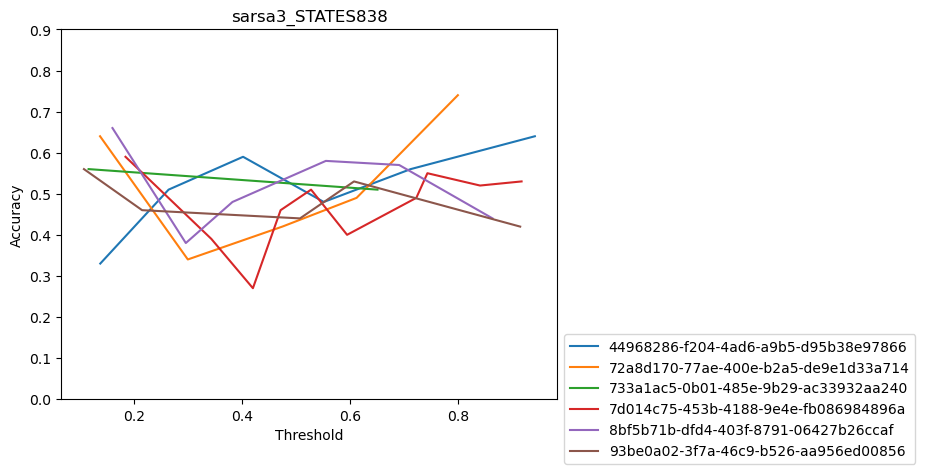 sarsa3_STATES838
0.9
0.8
0.7
0.6
0.5
0.4
0.3
0.2
0.1
0.0
Accuracy
0.2 0.4 0.6 0.8
Threshold
44968286-f204-4ad6-a9b5-d95b38e97866
72a8d170-77ae-400e-b2a5-de9e1d33a714
733a1ac5-0b01-485e-9b29-ac33932aa240
7d014c75-453b-4188-9e4e-fb086984896a
8bf5b71b-dfd4-403f-8791-06427b26ccaf
93be0a02-3f7a-46c9-b526-aa956ed00856